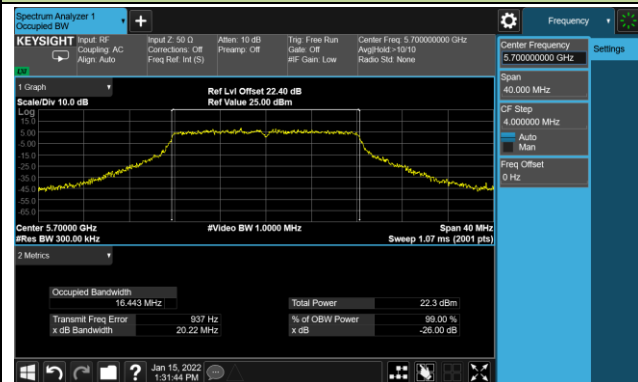 Spectrum Analyzer 1
Occupied BW
+
Frequency
KEYSIGHT
Input: RF
Coupling: AC
Align: Auto
Input Z: 50 Ω
Corrections: Off
Freq Ref: Int (S)
Atten: 10 dB
Preamp: Off
Trig: Free Run
Gate: Off
#IF Gain: Low
Center Freq: 5.700000000 GHz
Avg|Hold:>10/10
Radio Std: None
Center Frequency
5.700000000 GHz
Settings
Span
40.000 MHz
CF Step
4.000000 MHz
Auto
Man
Freq Offset
0 Hz
1 Graph
Scale/Div 10.0 dB
Ref Lvl Offset 22.40 dB
Ref Value 25.00 dBm
Log
15.0
5.00
-5.00
-15.0
-25.0
-35.0
-45.0
-55.0
-65.0
Center 5.70000 GHz
#Res BW 300.00 kHz
#Video BW 1.0000 MHz
Span 40 MHz
Sweep 1.07 ms (2001 pts)
2 Metrics
Occupied Bandwidth
16.443 MHz
Total Power
22.3 dBm
Transmit Freq Error
937 Hz
% of OBW Power
99.00 %
x dB Bandwidth
20.22 MHz
x dB
-26.00 dB
?
Jan 15, 2022
1:31:44 PM